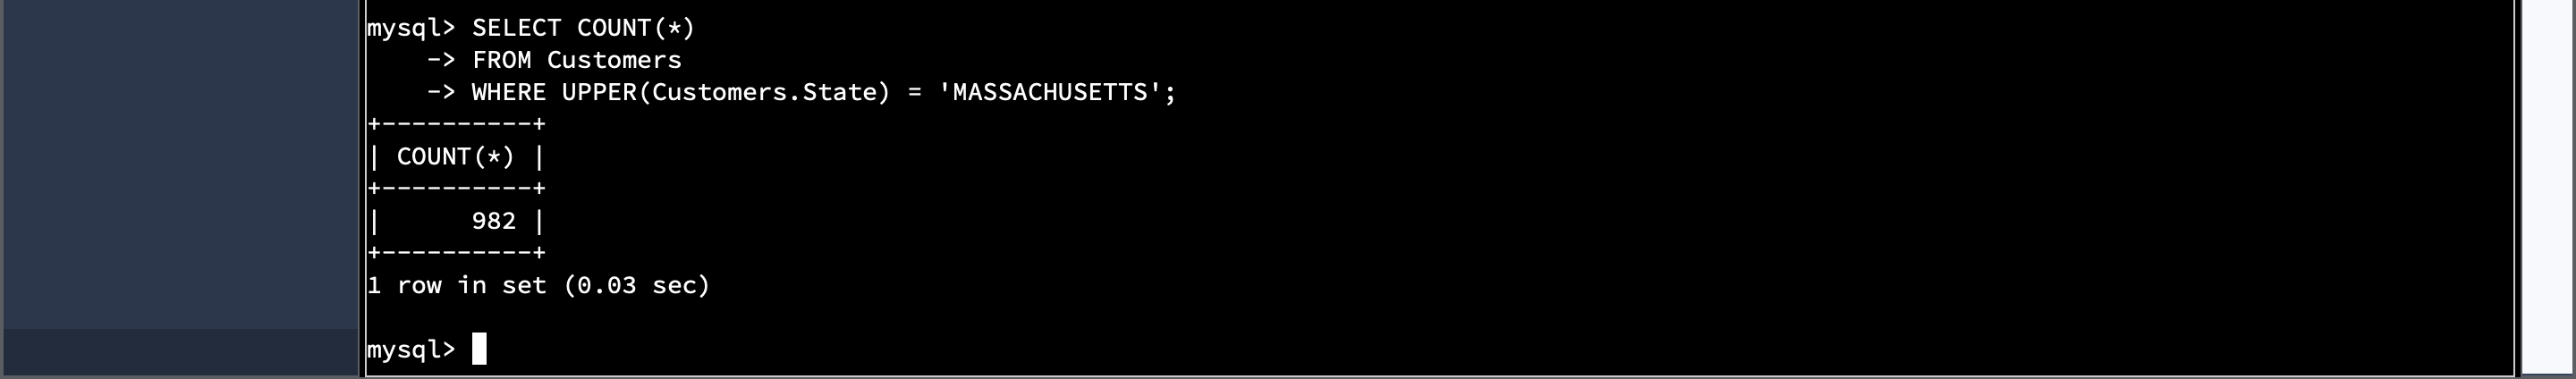 mysql> SELECT COUNT(*)
    -> FROM Customers
    -> WHERE UPPER(Customers.State) = 'MASSACHUSETTS';
+----------+
| COUNT(*) |
+----------+
|      982 |
+----------+
1 row in set (0.03 sec)
mysql>